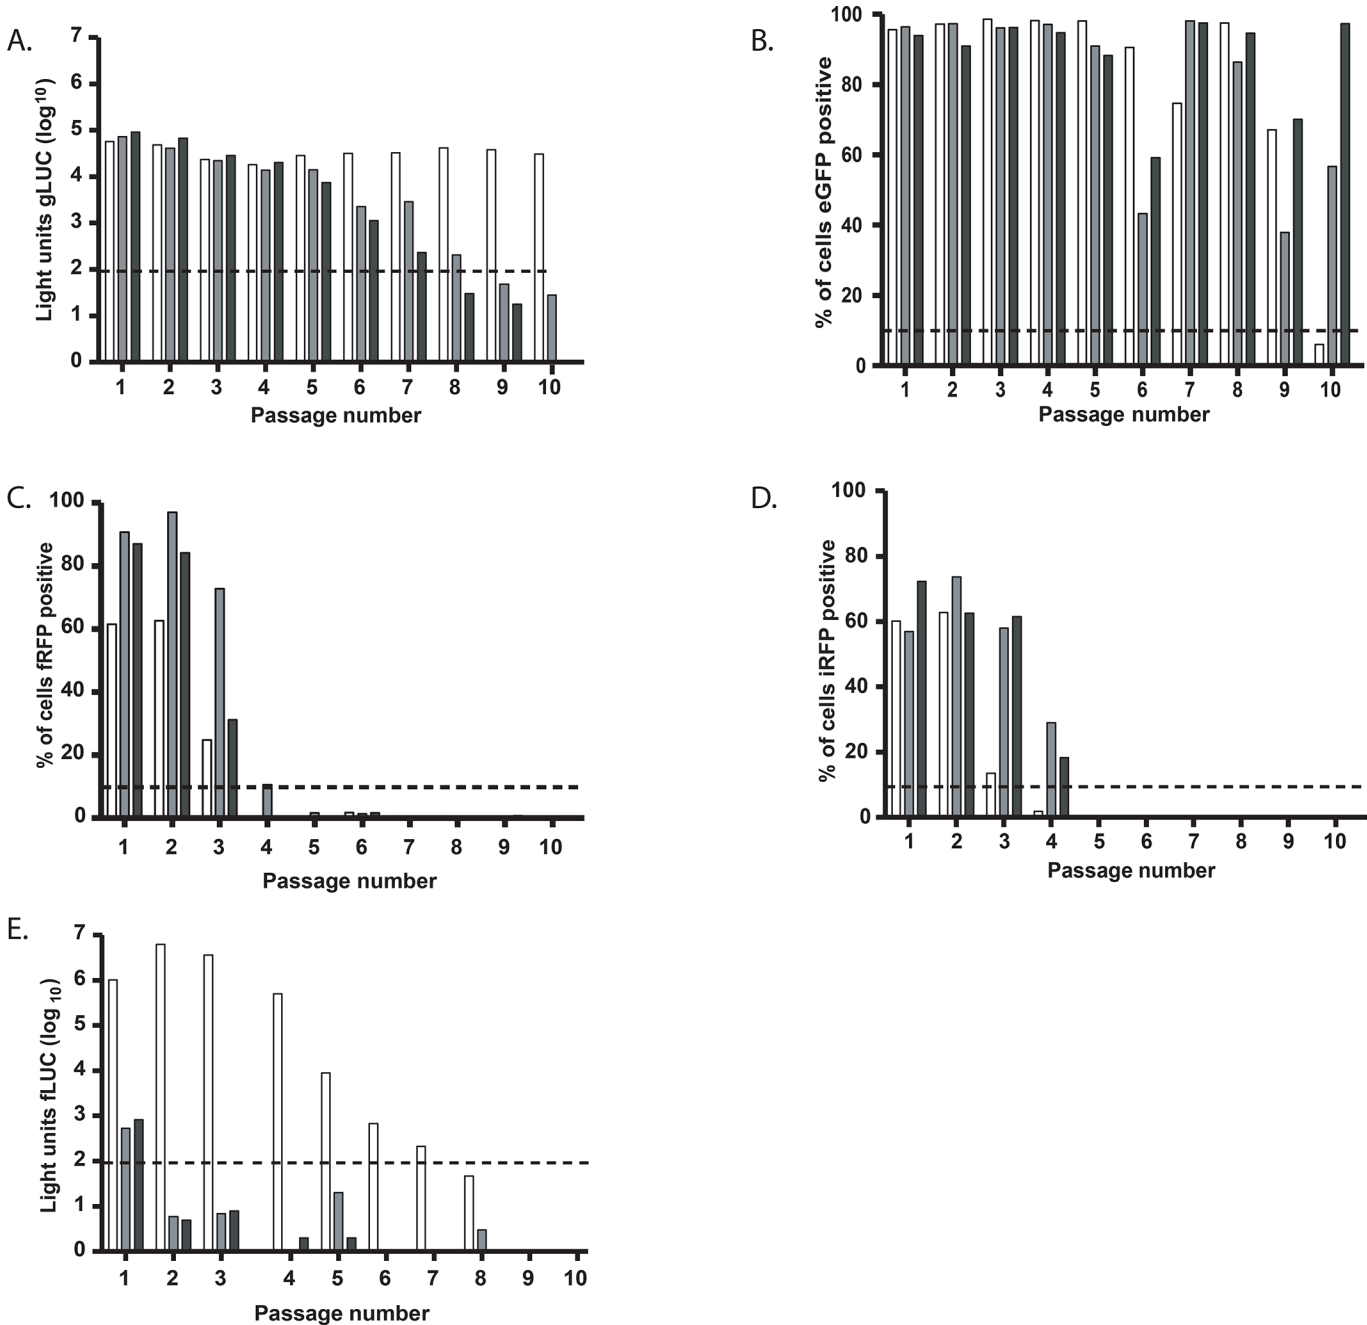 A.
Light units gLUC (log10)
7
6
5
4
3
2
1
0
1 2 3 4 5 6 7 8 9 10
Passage number
B.
% of cells eGFP positive
100
80
60
40
20
0
1 2 3 4 5 6 7 8 9 10
Passage number
C.
% of cells fRFP positive
100
80
60
40
20
0
1 2 3 4 5 6 7 8 9 10
Passage number
D.
% of cells iRFP positive
100
80
60
40
20
0
1 2 3 4 5 6 7 8 9 10
Passage number
E.
Light units fLUC (log 10)
7
6
5
4
3
2
1
0
1 2 3 4 5 6 7 8 9 10
Passage number